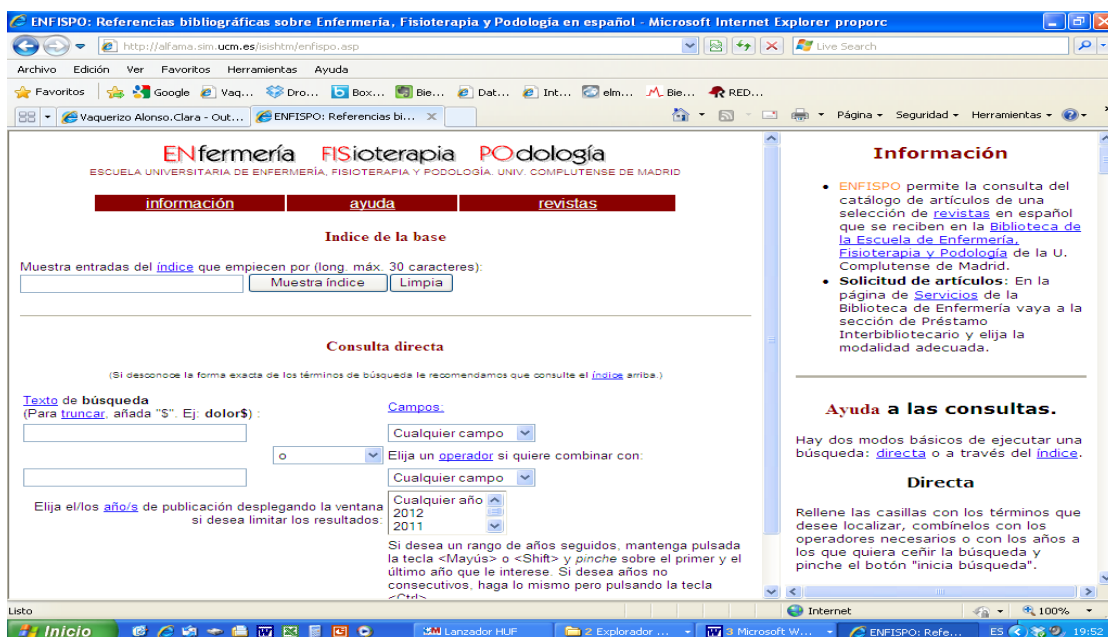 ENFISPO: Referencias bibliográficas sobre Enfermería, Fisioterapia y Podología en español - Microsoft Internet Explorer proporc
http://alfama.sim.ucm.es/isishtm/enfispo.asp
Live Search
Archivo Edición Ver Favoritos Herramientas Ayuda
Favoritos Google Vaq... Dro... Box... Bie... Dat... Int... elm... Bie... RED...
Vaquerizo Alonso.Clara - Out... ENFISPO: Referencias bi... Página Seguridad Herramientas
ENfermería FISioterapia POdología
ESCUELA UNIVERSITARIA DE ENFERMERÍA, FISIOTERAPIA Y PODOLOGÍA. UNIV. COMPLUTENSE DE MADRID
información ayuda revistas
Indice de la base
Muestra entradas del índice que empiecen por (long. máx. 30 caracteres):
Muestra índice Limpia
Consulta directa
(Si desconoce la forma exacta de los términos de búsqueda le recomendamos que consulte el índice arriba.)
Texto de búsqueda
(Para truncar, añada "$". Ej: dolor$) :
Campos:
Cualquier campo
o
Elija un operador si quiere combinar con:
Cualquier campo
Elija el/los año/s de publicación desplegando la ventana
si desea limitar los resultados:
Cualquier año
2012
2011
Si desea un rango de años seguidos, mantenga pulsada
la tecla <Mayús> o <Shift> y pinche sobre el primer y el
último año que le interese. Si desea años no
consecutivos, haga lo mismo pero pulsando la tecla
<Ctrl>
Información
• ENFISPO permite la consulta del
catálogo de artículos de una
selección de revistas en español
que se reciben en la Biblioteca de
la Escuela de Enfermería,
Fisioterapia y Podología de la U.
Complutense de Madrid.
• Solicitud de artículos: En la
página de Servicios de la
Biblioteca de Enfermería vaya a la
sección de Préstamo
Interbibliotecario y elija la
modalidad adecuada.
Ayuda a las consultas.
Hay dos modos básicos de ejecutar una
búsqueda: directa o a través del índice.
Directa
Rellene las casillas con los términos que
desee localizar, combínelos con los
operadores necesarios o con los años a
los que quiera ceñir la búsqueda y
pinche el botón "inicia búsqueda".
Listo Internet 100%
Inicio Lanzador HUF 2 Explorador ... 3 Microsoft W... ENFISPO: Refe... ES 19:52